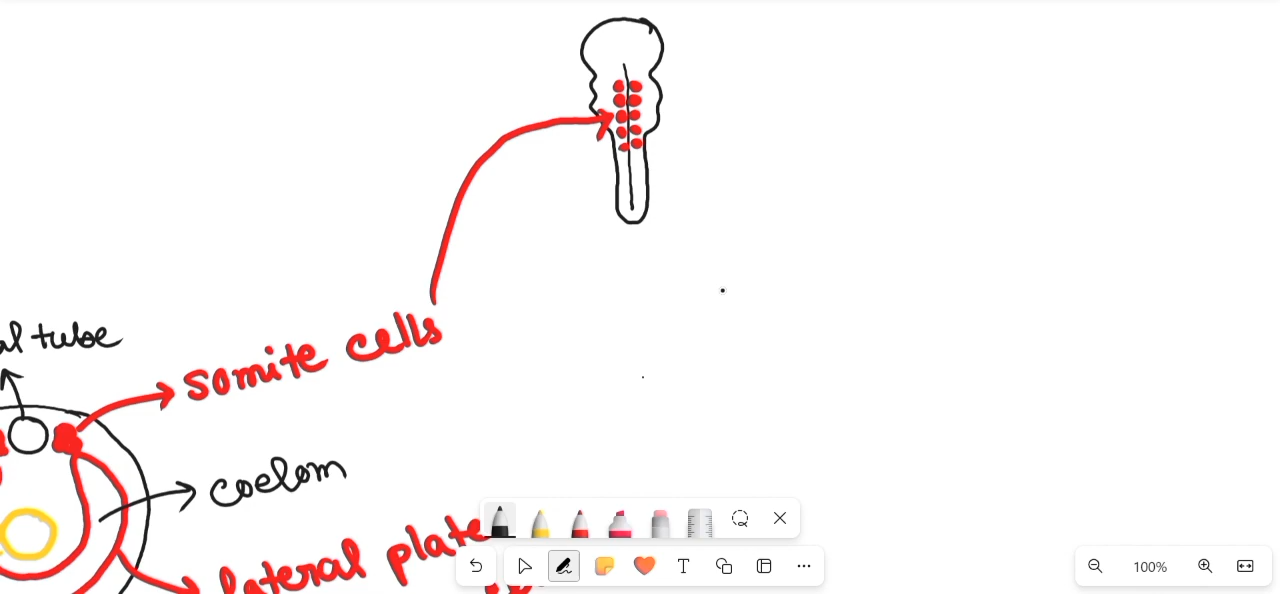 al tube
somite cells
coelom
lateral plate
T
100%